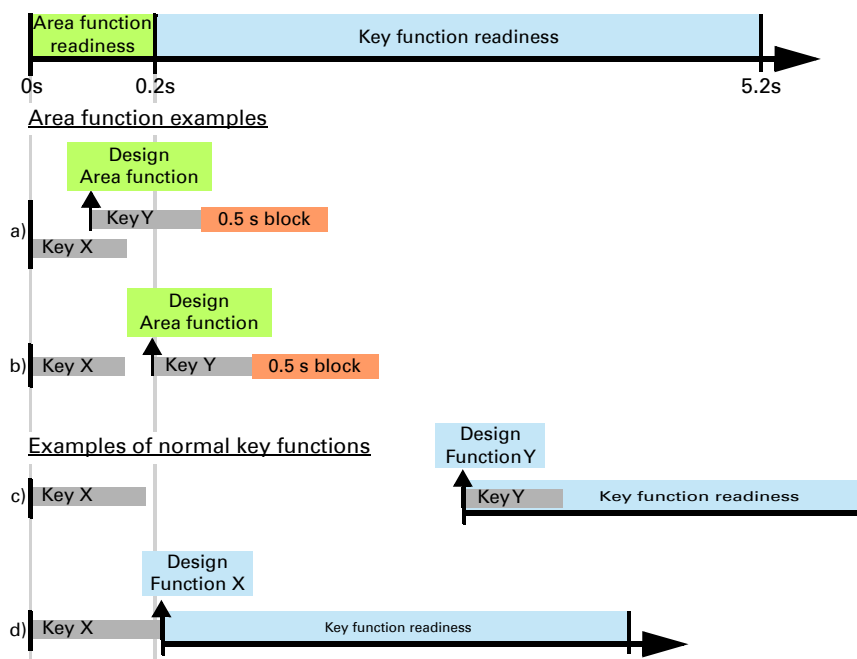 Area function
readiness
Key function readiness
0s
0.2s
5.2s
Area function examples
Design
Area function
a)
Key Y
0.5 s block
Key X
Design
Area function
b)
Key X
Key Y
0.5 s block
Examples of normal key functions
Design
Function Y
c)
Key X
Key Y
Key function readiness
Design
Function X
d)
Key X
Key function readiness